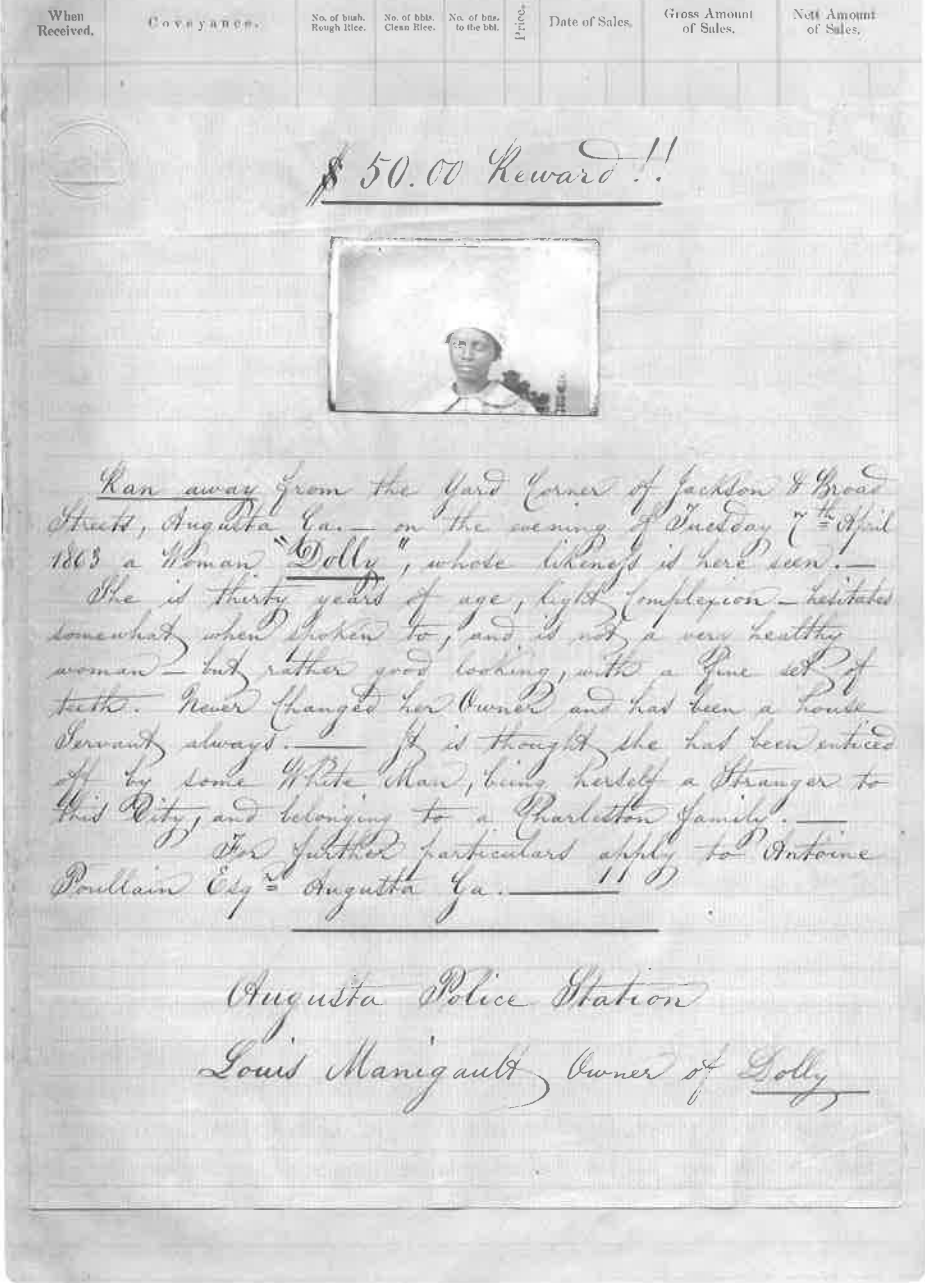 When Received.
Coveyance.
No. of bush. Rough Rice.
No. of bbls. Clean Rice.
No. of bus. to the bbl.
Price.
Date of Sales.
Gross Amount of Sales.
Nett Amount of Sales.
$ 50.00 Reward !!
Ran away from the Yard Corner of Jackson & Broad
Streets, Augusta Ga. — on the evening of Tuesday 7th April
1863 a Woman "Dolly", whose likeness is here seen. —
She is thirty years of age, light Complexion — hesitates
somewhat when spoken to, and is not a very healthy
woman — but rather good looking, with a fine set of
teeth. Never Changed her Owner and has been a house
Servant always. — It is thought she has been enticed
off by some White Man, being herself a Stranger to
this City, and belonging to a Charleston family. —
For further particulars apply to Antoine
Poullain Esqr Augusta Ga. —
Augusta Police Station
Louis Manigault Owner of Dolly